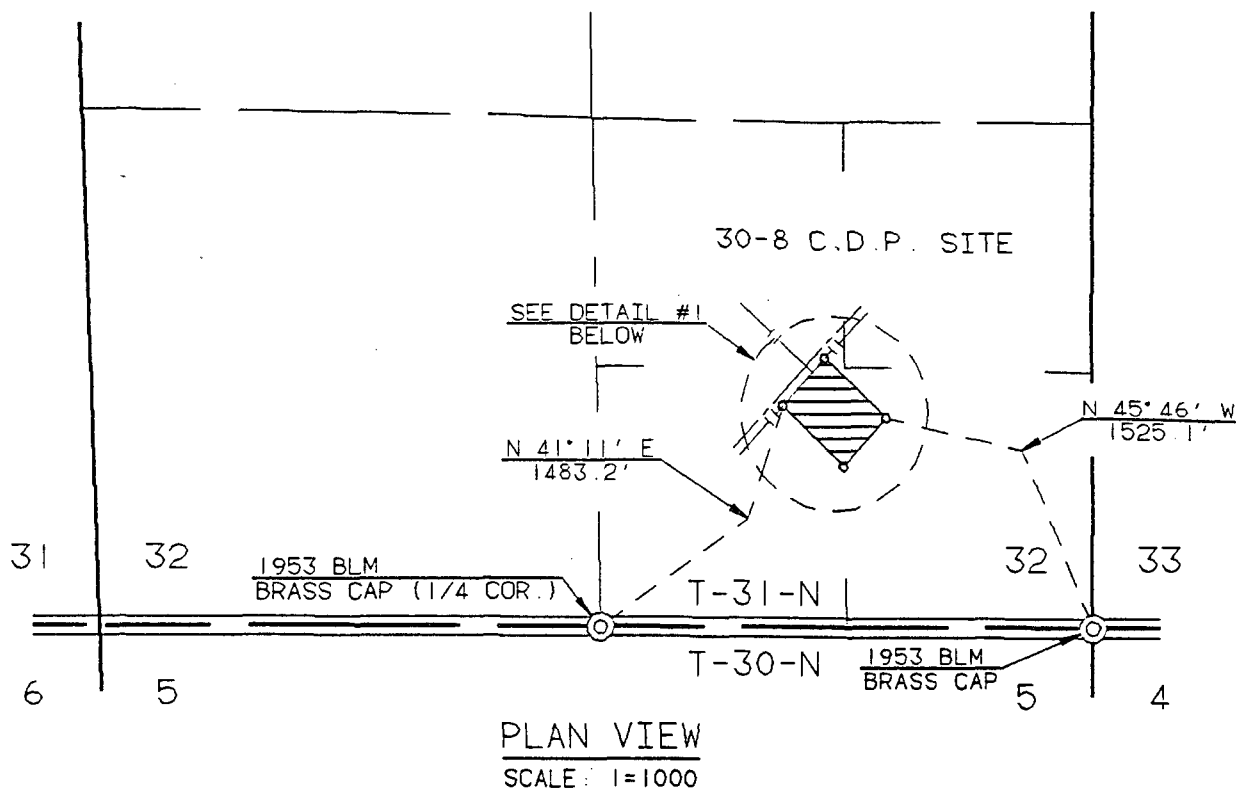 30-8 C.D.P. SITE
SEE DETAIL #1
BELOW
N 45°46' W
1525.1'
N 41°11' E
1483.2'
31
32
32
33
1953 BLM
BRASS CAP (1/4 COR.)
T-31-N
T-30-N
1953 BLM
BRASS CAP
6
5
5
4
PLAN VIEW
SCALE: 1=1000